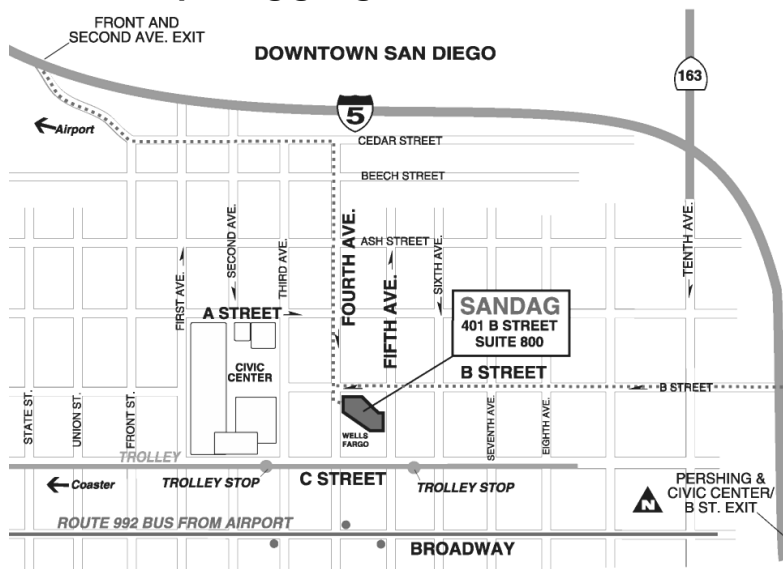 FRONT AND
SECOND AVE. EXIT
DOWNTOWN SAN DIEGO
163
5
Airport
CEDAR STREET
BEECH STREET
ASH STREET
FIRST AVE.
SECOND AVE.
THIRD AVE.
FOURTH AVE.
FIFTH AVE.
SIXTH AVE.
TENTH AVE.
A STREET
SANDAG
401 B STREET
SUITE 800
CIVIC
CENTER
B STREET
B STREET
STATE ST.
UNION ST.
FRONT ST.
WELLS
FARGO
SEVENTH AVE.
EIGHTH AVE.
TROLLEY
Coaster
TROLLEY STOP
C STREET
TROLLEY STOP
N
PERSHING &
CIVIC CENTER/
B ST. EXIT
ROUTE 992 BUS FROM AIRPORT
BROADWAY